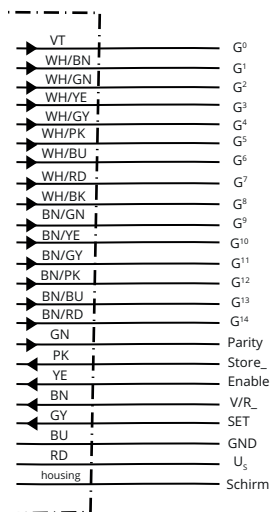 VT G⁰
WH/BN G¹
WH/GN G²
WH/YE G³
WH/GY G⁴
WH/PK G⁵
WH/BU G⁶
WH/RD G⁷
WH/BK G⁸
BN/GN G⁹
BN/YE G¹⁰
BN/GY G¹¹
BN/PK G¹²
BN/BU G¹³
BN/RD G¹⁴
GN Parity
PK Store_
YE Enable
BN V/R_
GY SET
BU GND
RD Uₛ
housing Schirm